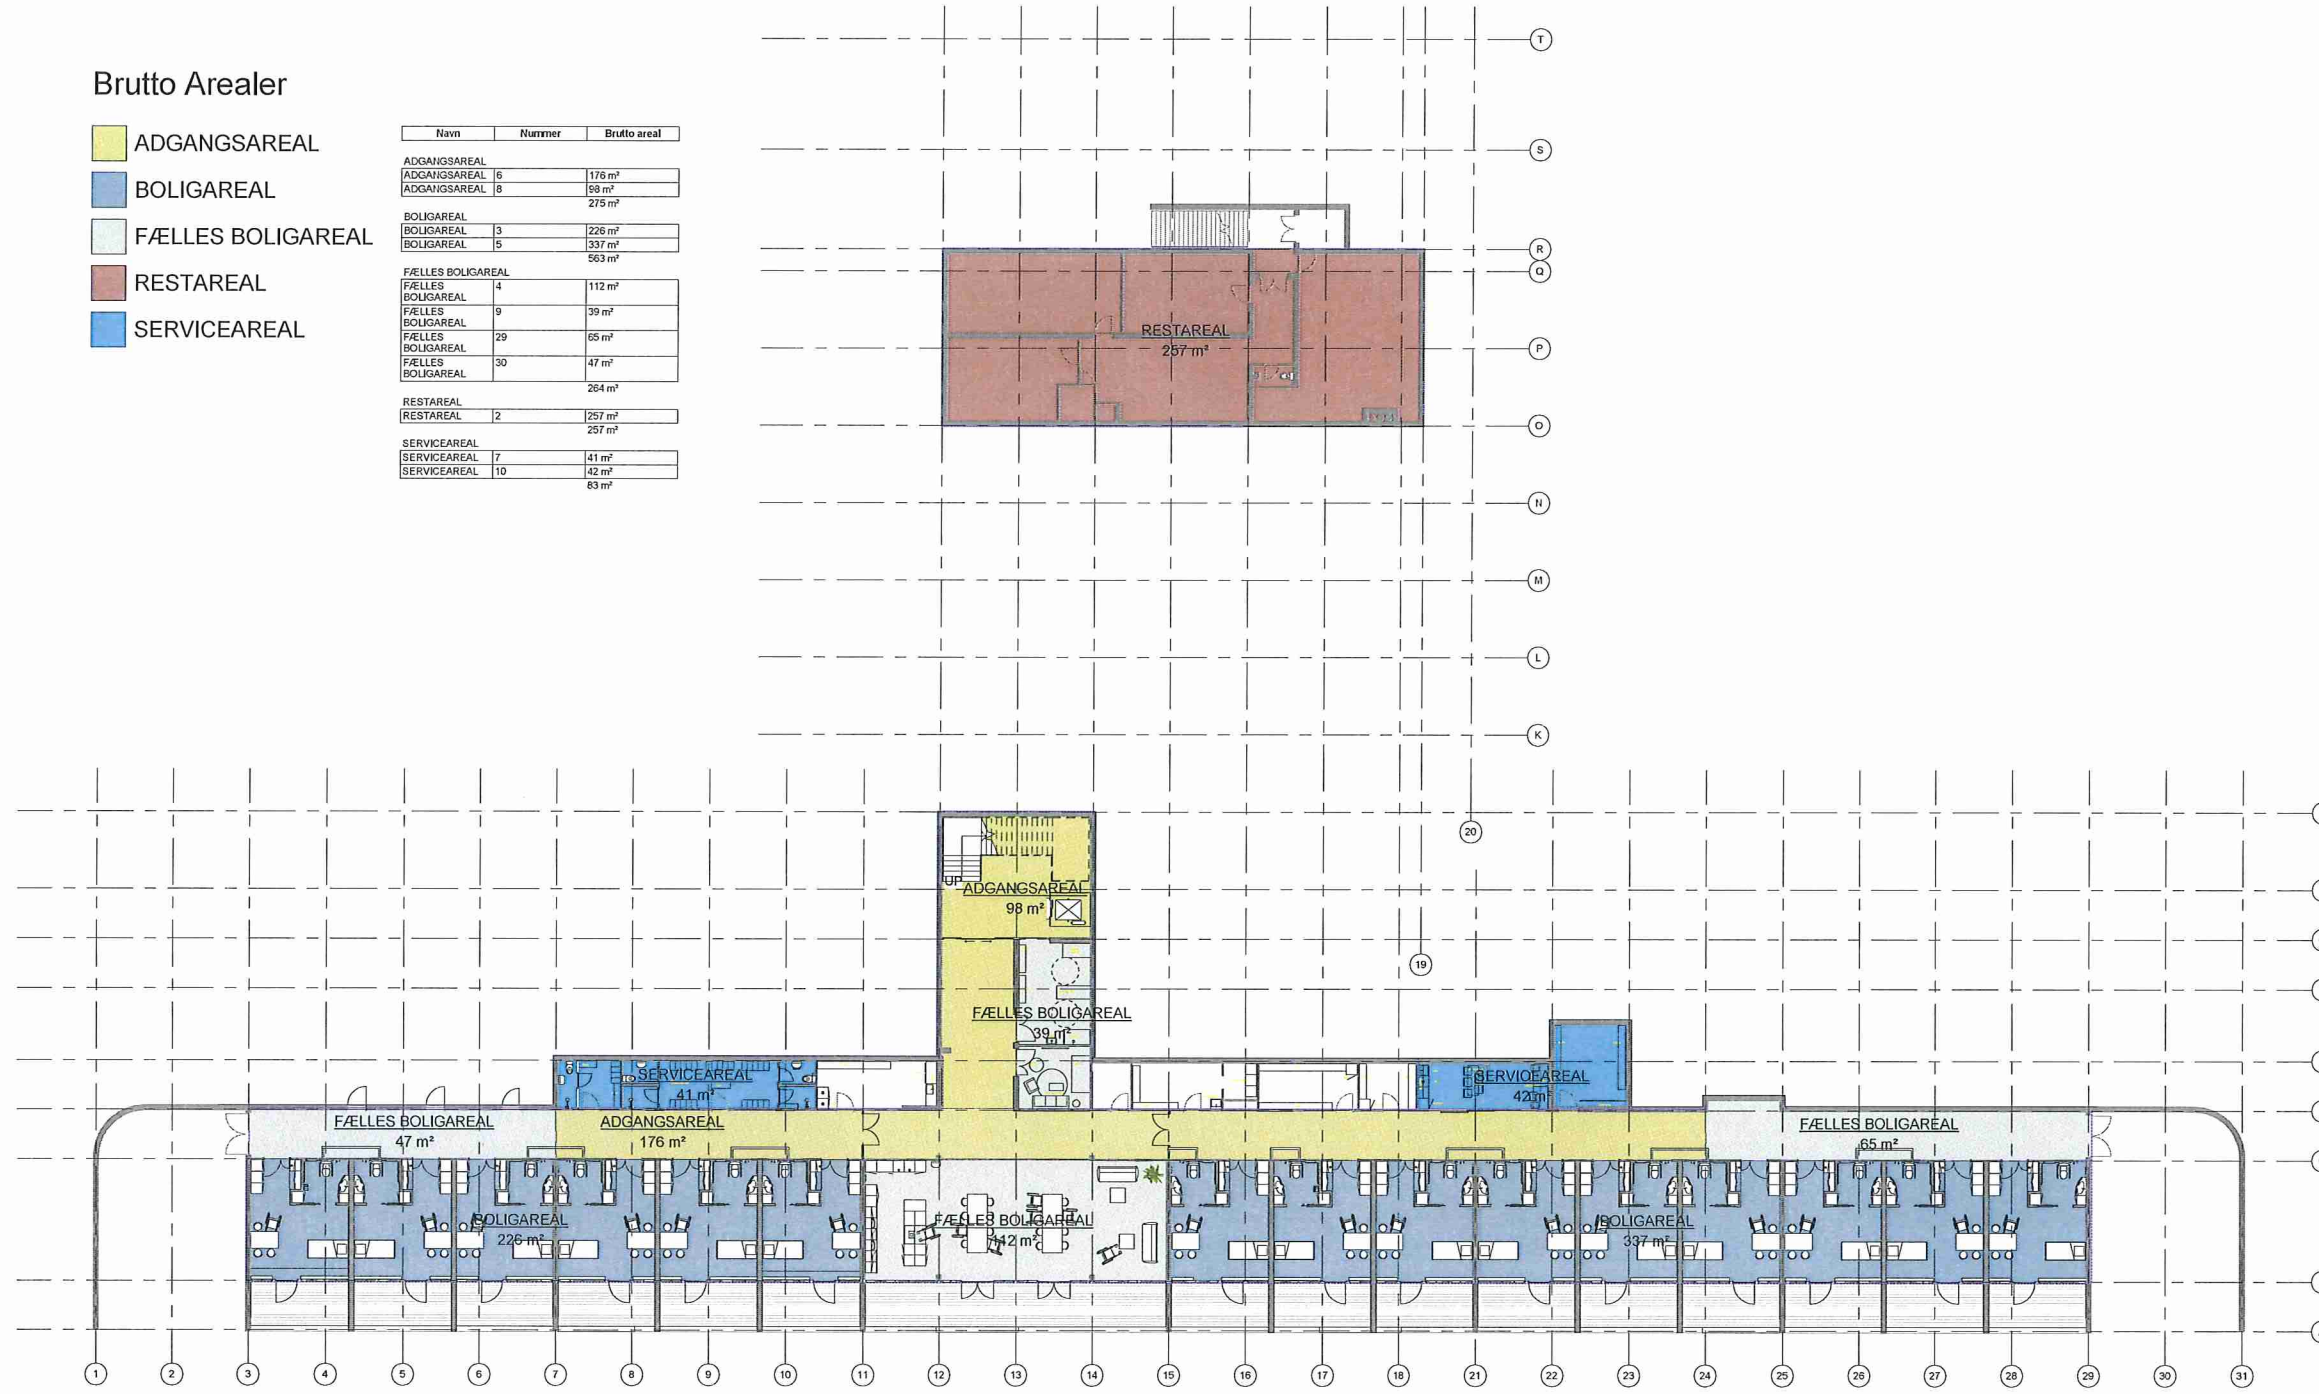 Brutto Arealer
ADGANGSAREAL
BOLIGAREAL
FÆLLES BOLIGAREAL
RESTAREAL
SERVICEAREAL
Navn Nummer Brutto areal
ADGANGSAREAL
ADGANGSAREAL 6 176 m²
ADGANGSAREAL 8 98 m²
275 m²
BOLIGAREAL
BOLIGAREAL 3 226 m²
BOLIGAREAL 5 337 m²
563 m²
FÆLLES BOLIGAREAL
FÆLLES BOLIGAREAL 4 112 m²
FÆLLES BOLIGAREAL 9 39 m²
FÆLLES BOLIGAREAL 29 65 m²
FÆLLES BOLIGAREAL 30 47 m²
264 m²
RESTAREAL
RESTAREAL 2 257 m²
257 m²
SERVICEAREAL
SERVICEAREAL 7 41 m²
SERVICEAREAL 10 42 m²
83 m²
T
S
R
Q
RESTAREAL
257 m²
P
O
N
M
L
K
20
UP
ADGANGSAREAL
98 m²
19
FÆLLES BOLIGAREAL
39 m²
SERVICEAREAL
41 m²
SERVICEAREAL
42 m²
FÆLLES BOLIGAREAL
47 m²
ADGANGSAREAL
176 m²
FÆLLES BOLIGAREAL
65 m²
BOLIGAREAL
226 m²
FÆLLES BOLIGAREAL
112 m²
BOLIGAREAL
337 m²
1 2 3 4 5 6 7 8 9 10 11 12 13 14 15 16 17 18 21 22 23 24 25 26 27 28 29 30 31